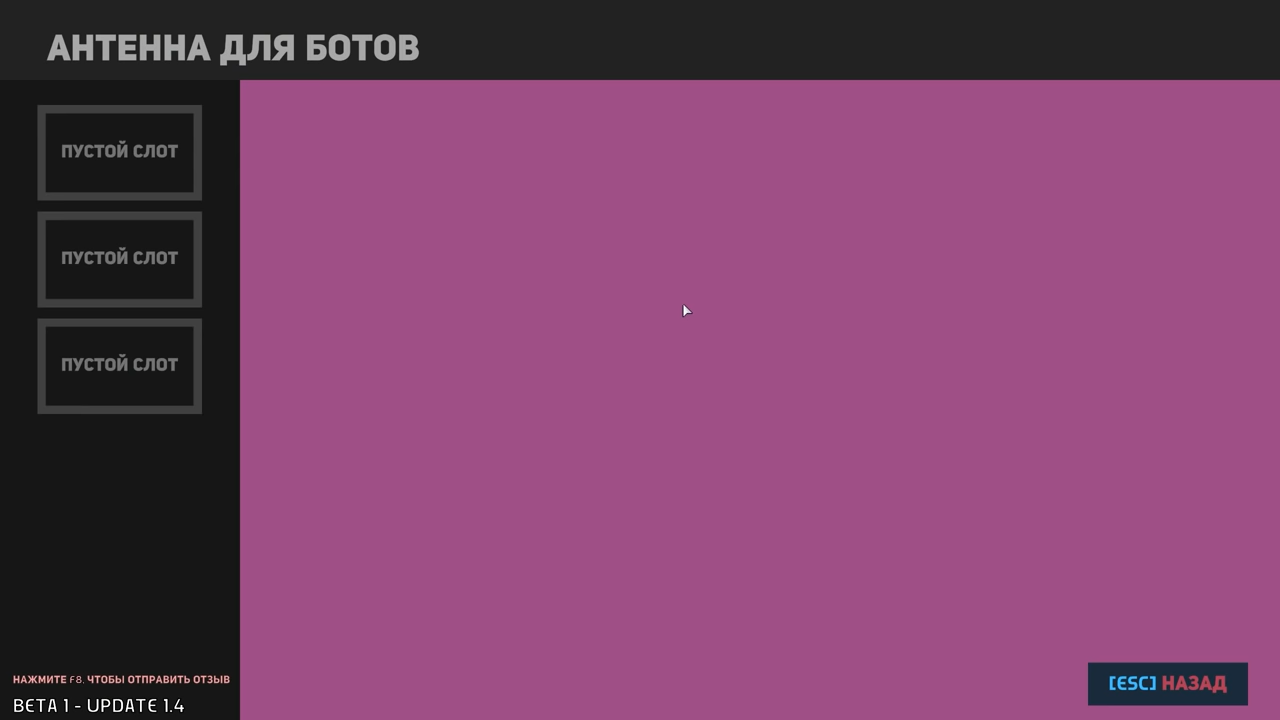 АНТЕННА ДЛЯ БОТОВ
ПУСТОЙ СЛОТ
ПУСТОЙ СЛОТ
ПУСТОЙ СЛОТ
НАЖМИТЕ F8, ЧТОБЫ ОТПРАВИТЬ ОТЗЫВ
BETA 1 - UPDATE 1.4
[ESC] НАЗАД